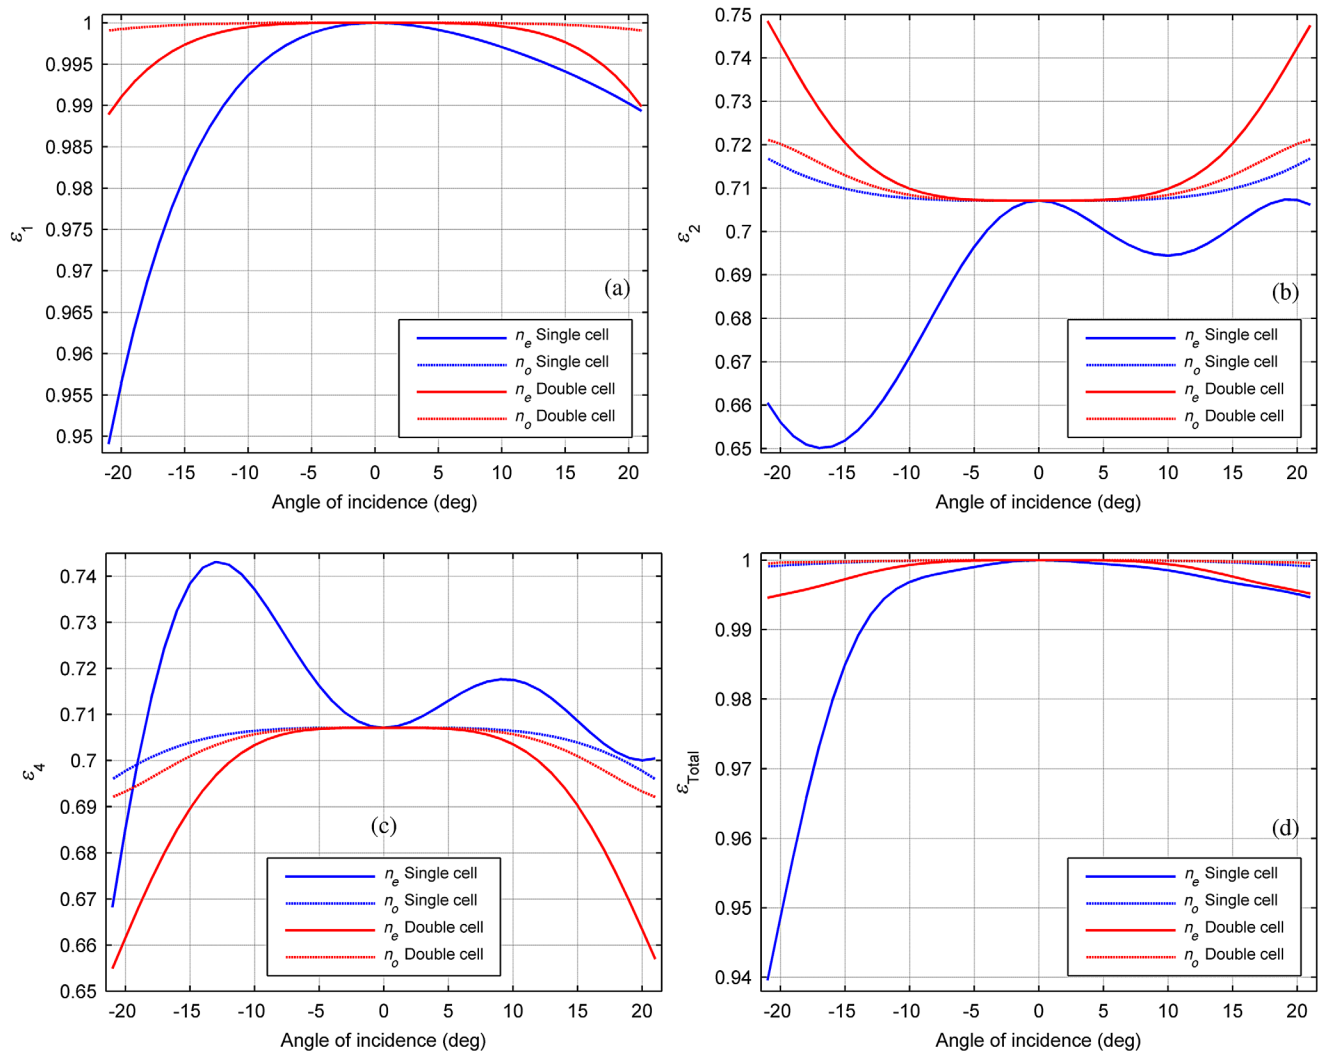 1
0.995
0.99
0.985
0.98
0.975
0.97
0.965
0.96
0.955
0.95
ε1
(a)
ne Single cell
no Single cell
ne Double cell
no Double cell
-20 -15 -10 -5 0 5 10 15 20
Angle of incidence (deg)
0.75
0.74
0.73
0.72
0.71
0.7
0.69
0.68
0.67
0.66
0.65
ε2
(b)
ne Single cell
no Single cell
ne Double cell
no Double cell
-20 -15 -10 -5 0 5 10 15 20
Angle of incidence (deg)
0.74
0.73
0.72
0.71
0.7
0.69
0.68
0.67
0.66
0.65
ε4
(c)
ne Single cell
no Single cell
ne Double cell
no Double cell
-20 -15 -10 -5 0 5 10 15 20
Angle of incidence (deg)
1
0.99
0.98
0.97
0.96
0.95
0.94
εTotal
(d)
ne Single cell
no Single cell
ne Double cell
no Double cell
-20 -15 -10 -5 0 5 10 15 20
Angle of incidence (deg)